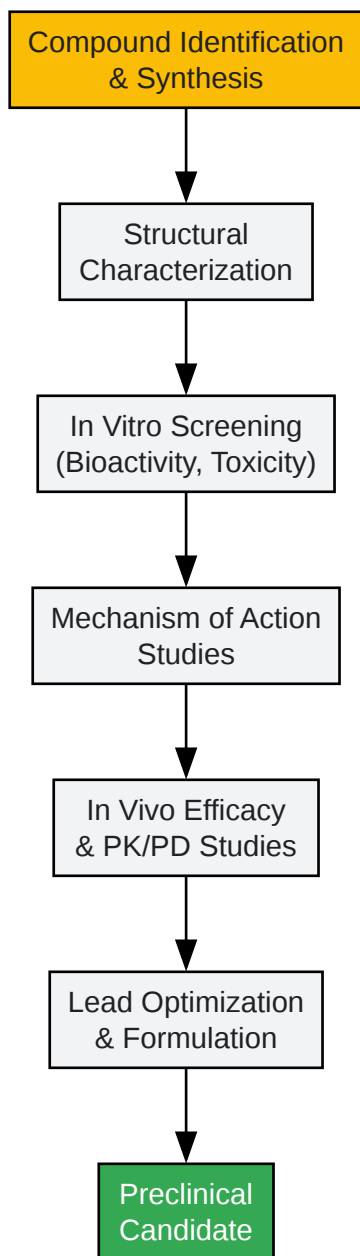 Compound Identification
& Synthesis
Structural
Characterization
In Vitro Screening
(Bioactivity, Toxicity)
Mechanism of Action
Studies
In Vivo Efficacy
& PK/PD Studies
Lead Optimization
& Formulation
Preclinical
Candidate